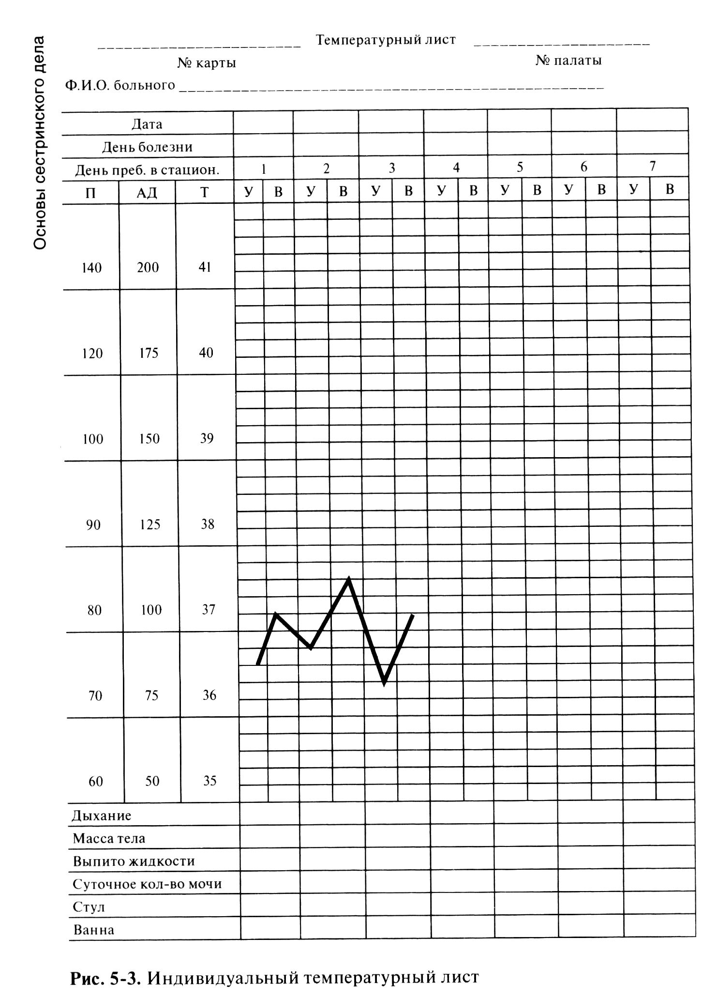 Основы сестринского дела
Температурный лист
№ карты № палаты
Ф.И.О. больного
Дата
День болезни
День преб. в стацион. 1 2 3 4 5 6 7
П АД Т У В У В У В У В У В У В У В
140 200 41
120 175 40
100 150 39
90 125 38
80 100 37
70 75 36
60 50 35
Дыхание
Масса тела
Выпито жидкости
Суточное кол-во мочи
Стул
Ванна
Рис. 5-3. Индивидуальный температурный лист